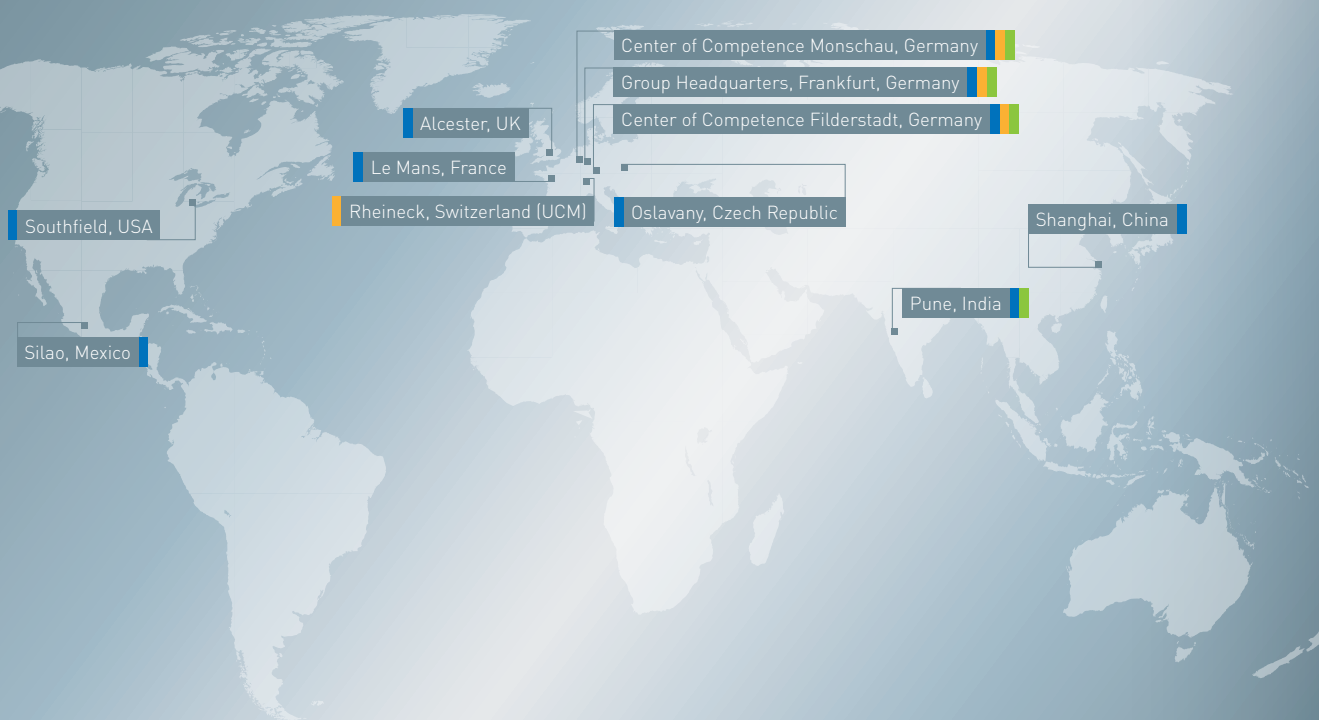 Center of Competence Monschau, Germany
Group Headquarters, Frankfurt, Germany
Center of Competence Filderstadt, Germany
Alcester, UK
Le Mans, France
Rheineck, Switzerland (UCM)
Oslavany, Czech Republic
Southfield, USA
Shanghai, China
Pune, India
Silao, Mexico